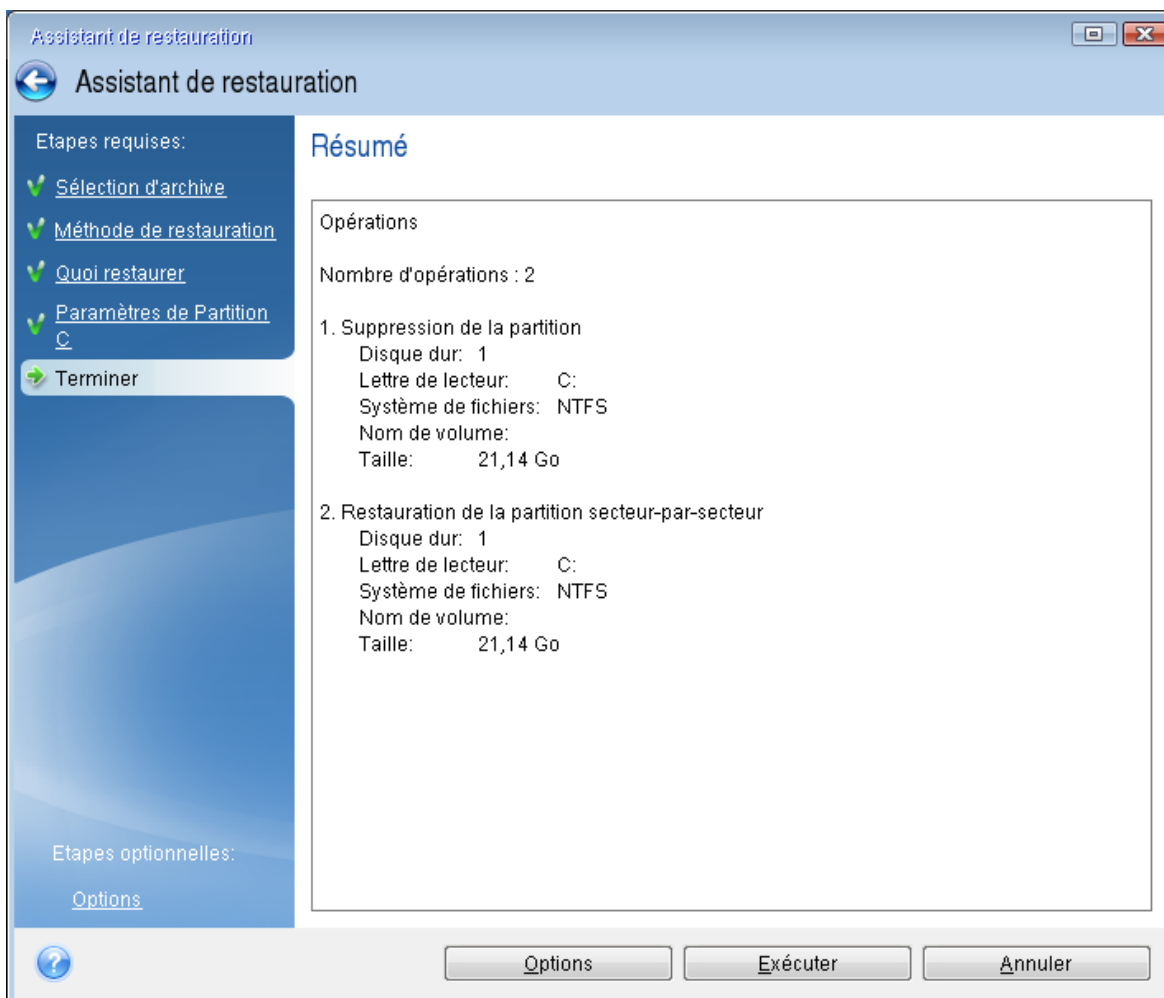 Assistant de restauration
Assistant de restauration
Etapes requises:
Sélection d'archive
Méthode de restauration
Quoi restaurer
Paramètres de Partition
C
Terminer
Etapes optionnelles:
Options
Résumé
Opérations
Nombre d'opérations : 2
1. Suppression de la partition
Disque dur: 1
Lettre de lecteur: C:
Système de fichiers: NTFS
Nom de volume:
Taille: 21,14 Go
2. Restauration de la partition secteur-par-secteur
Disque dur: 1
Lettre de lecteur: C:
Système de fichiers: NTFS
Nom de volume:
Taille: 21,14 Go
Options
Exécuter
Annuler